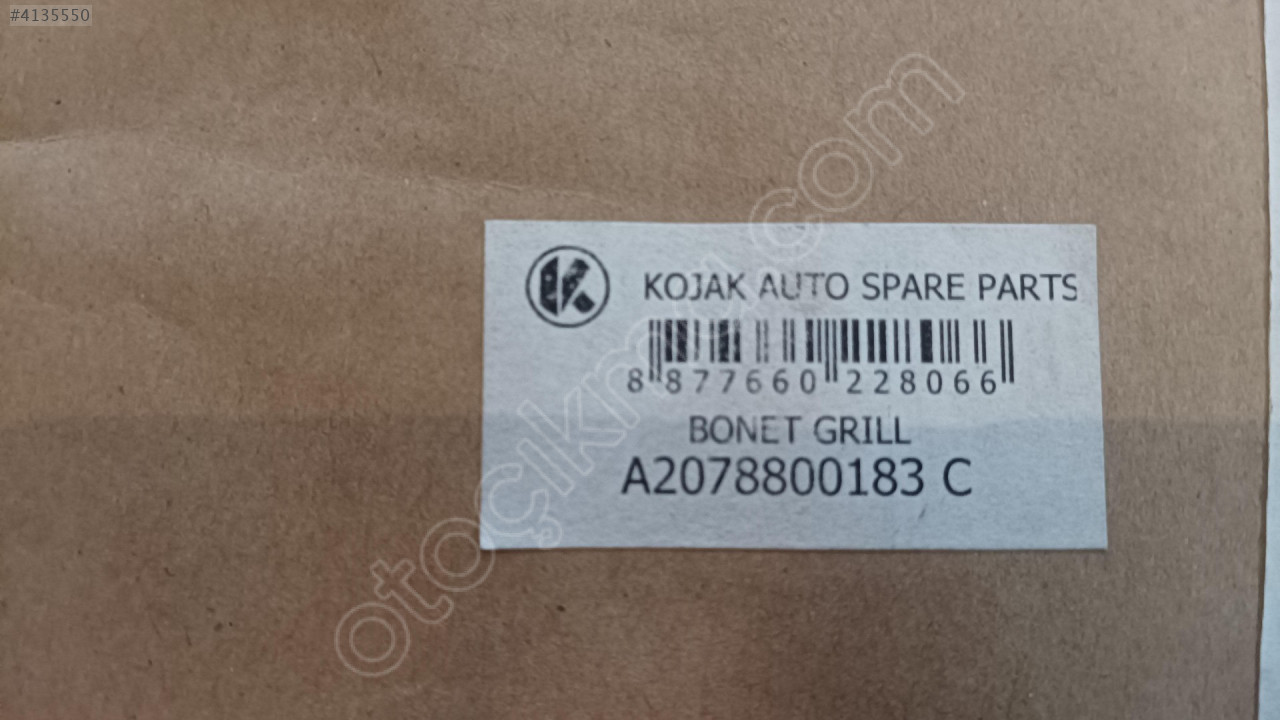 #4135550
KOJAK AUTO SPARE PARTS
8 877660 228066
BONET GRILL
A2078800183 C
otoçıkma.com